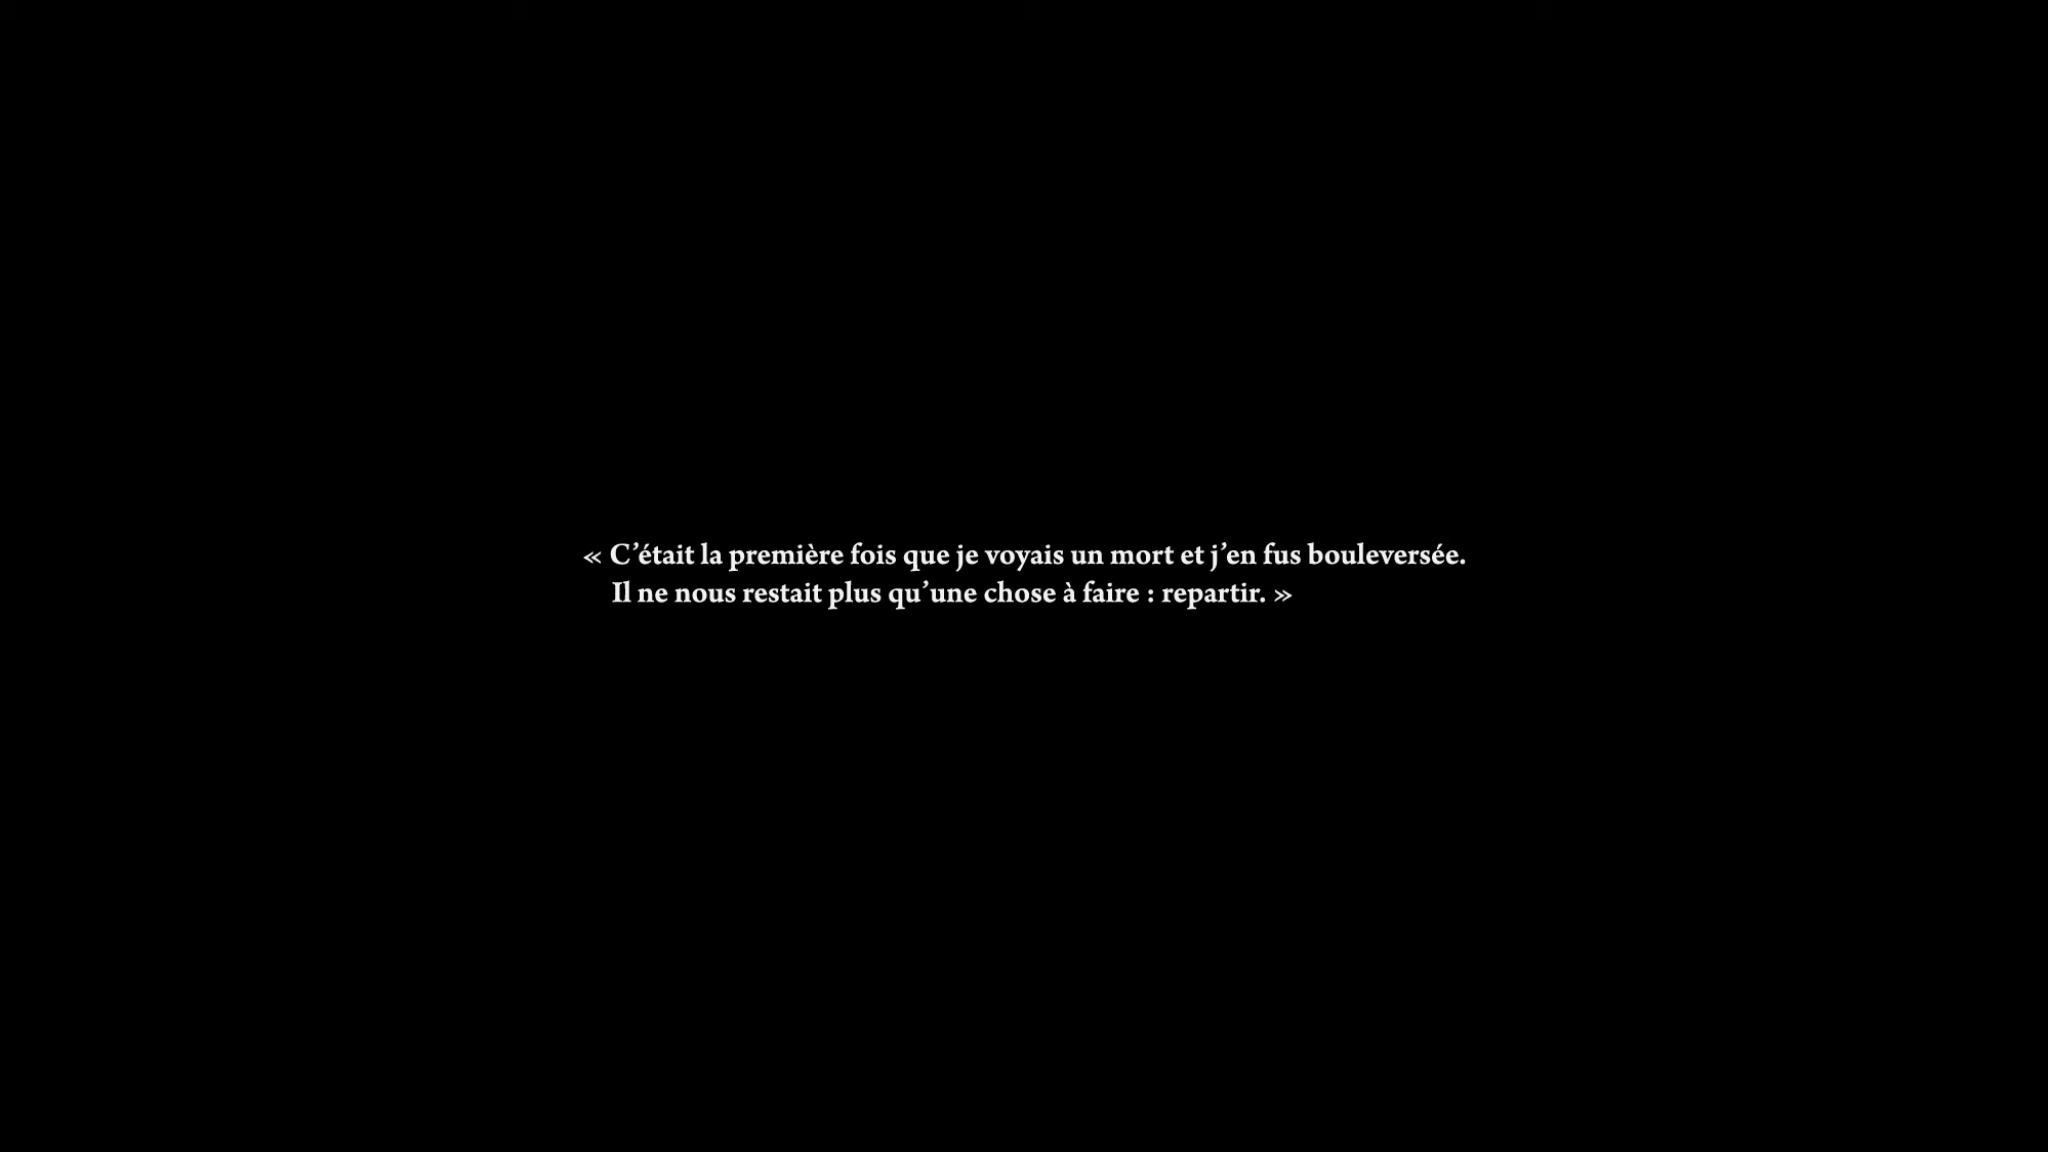 « C’était la première fois que je voyais un mort et j’en fus bouleversée.
Il ne nous restait plus qu’une chose à faire : repartir. »